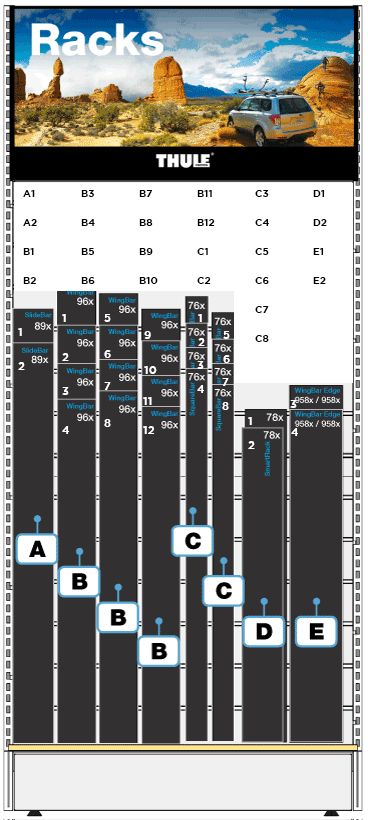 Racks
THULE
A1 B3 B7 B11 C3 D1
A2 B4 B8 B12 C4 D2
B1 B5 B9 C1 C5 E1
B2 B6 B10 C2 C6 E2
C7
C8
SlideBar
89x
1
SlideBar
89x
2
WingBar
96x
1
WingBar
96x
2
WingBar
96x
3
WingBar
96x
4
WingBar
96x
5
WingBar
96x
6
WingBar
96x
7
WingBar
96x
8
WingBar
96x
9
WingBar
96x
10
WingBar
96x
11
WingBar
96x
12
76x
1
76x
2
76x
3
76x
4
SquareBar
76x
5
76x
6
76x
7
76x
8
SquareBar
1 78x
78x
2
SmartRack
WingBar Edge
958x / 958x
3
WingBar Edge
958x / 958x
4
A
B
B
B
C
C
D
E